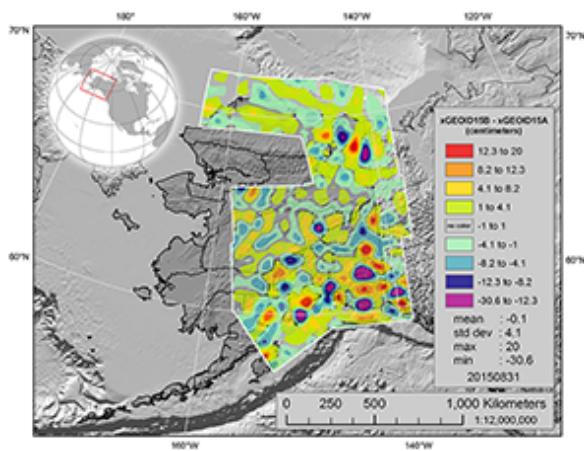 180°
160°W
140°W
120°W
70°N
70°N
xGEOID15B - xGEOID15A
(centimeters)
12.3 to 20
8.2 to 12.3
4.1 to 8.2
1 to 4.1
no color
-1 to 1
-4.1 to -1
-8.2 to -4.1
-12.3 to -8.2
-30.6 to -12.3
mean : -0.1
std dev : 4.1
max : 20
min : -30.6
20150831
60°N
60°N
0 250 500 1,000 Kilometers
1:12,000,000
160°W
140°W